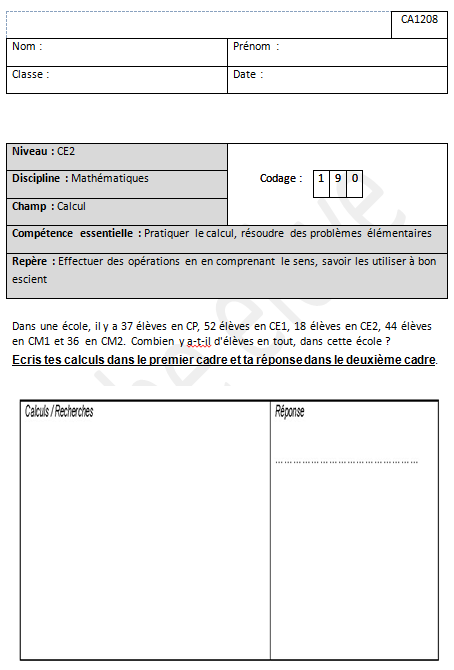 CA1208
Nom :
Prénom :
Classe :
Date :
Niveau : CE2
Discipline : Mathématiques
Codage : 1 9 0
Champ : Calcul
Compétence essentielle : Pratiquer le calcul, résoudre des problèmes élémentaires
Repère : Effectuer des opérations en en comprenant le sens, savoir les utiliser à bon
escient
Dans une école, il y a 37 élèves en CP, 52 élèves en CE1, 18 élèves en CE2, 44 élèves
en CM1 et 36 en CM2. Combien y a-t-il d'élèves en tout, dans cette école ?
Ecris tes calculs dans le premier cadre et ta réponse dans le deuxième cadre.
Calculs / Recherches
Réponse